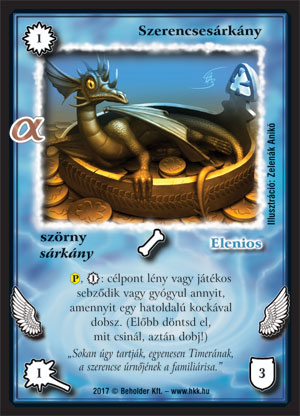 1
Szerencsesárkány
α
Illusztráció: Zelenák Anikó
szörny
sárkány
Elenios
P, 1: célpont lény vagy játékos
sebződik vagy gyógyul annyit,
amennyit egy hatoldalú kockával
dobsz. (Előbb döntsd el,
mit csinál, aztán dobj!)
„Sokan úgy tartják, egyenesen Timerának,
a szerencse úrnőjének a familiárisa.”
1
3
2017 © Beholder Kft. – www.hkk.hu